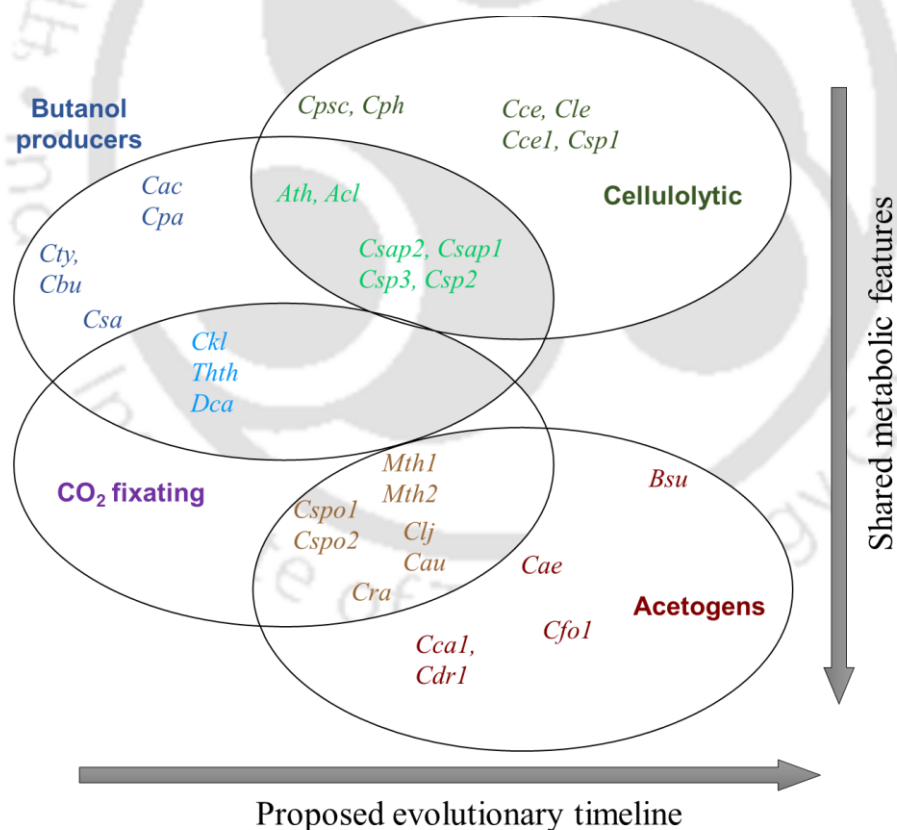 Butanol
producers
Cpsc, Cph
Cce, Cle
Cce1, Csp1
Cellulolytic
Cac
Cpa
Ath, Acl
Cty,
Cbu
Csap2, Csap1
Csp3, Csp2
Csa
Ckl
Thth
Dca
CO₂ fixating
Mth1
Mth2
Bsu
Cspo1
Cspo2
Clj
Cau
Cae
Cra
Acetogens
Cfo1
Cca1,
Cdr1
Shared metabolic features
Proposed evolutionary timeline